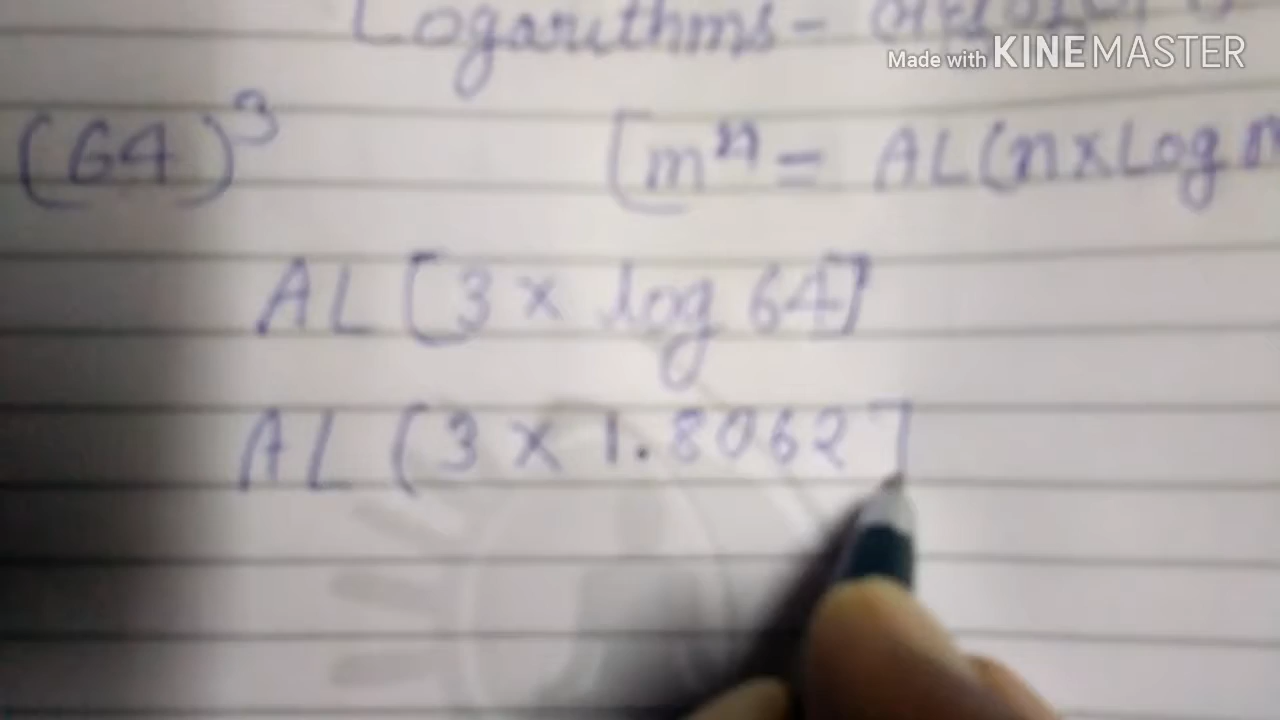 Logarithms -
Made with KINEMASTER
(64)³ [mⁿ = AL(n×Log m
AL [3 × log 64]
AL (3 × 1.8062]